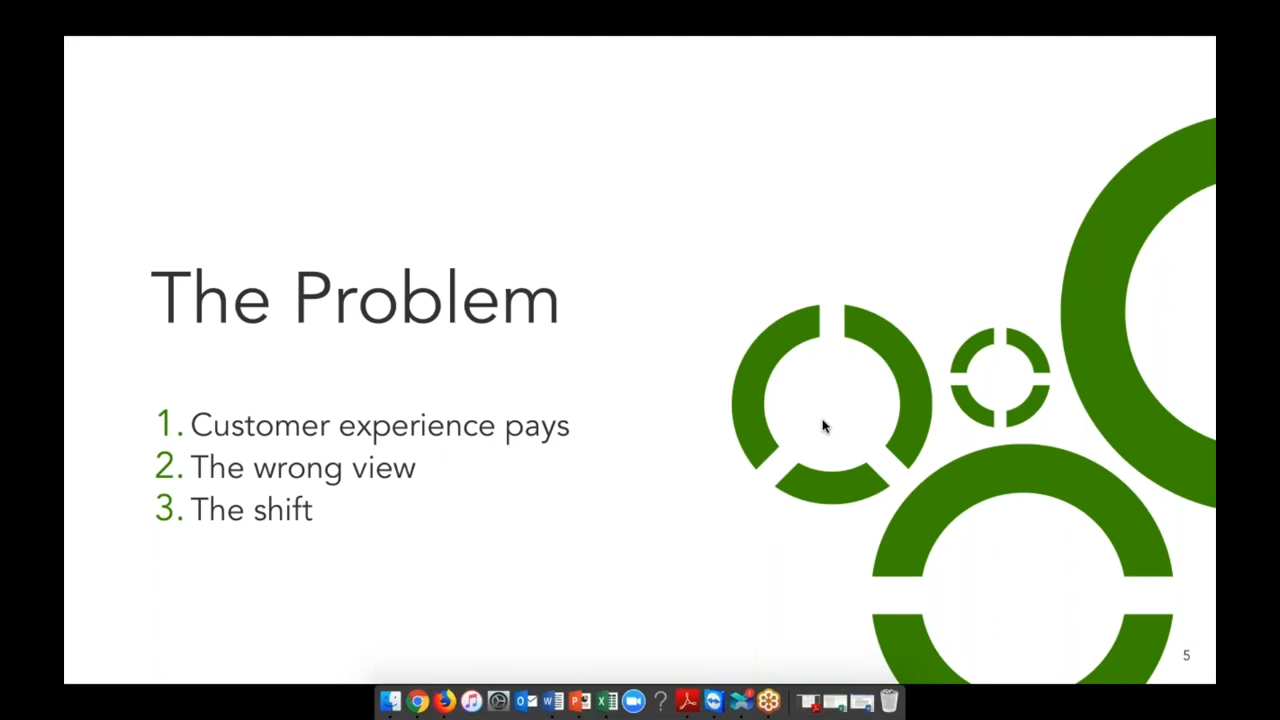 The Problem
1. Customer experience pays
2. The wrong view
3. The shift
5